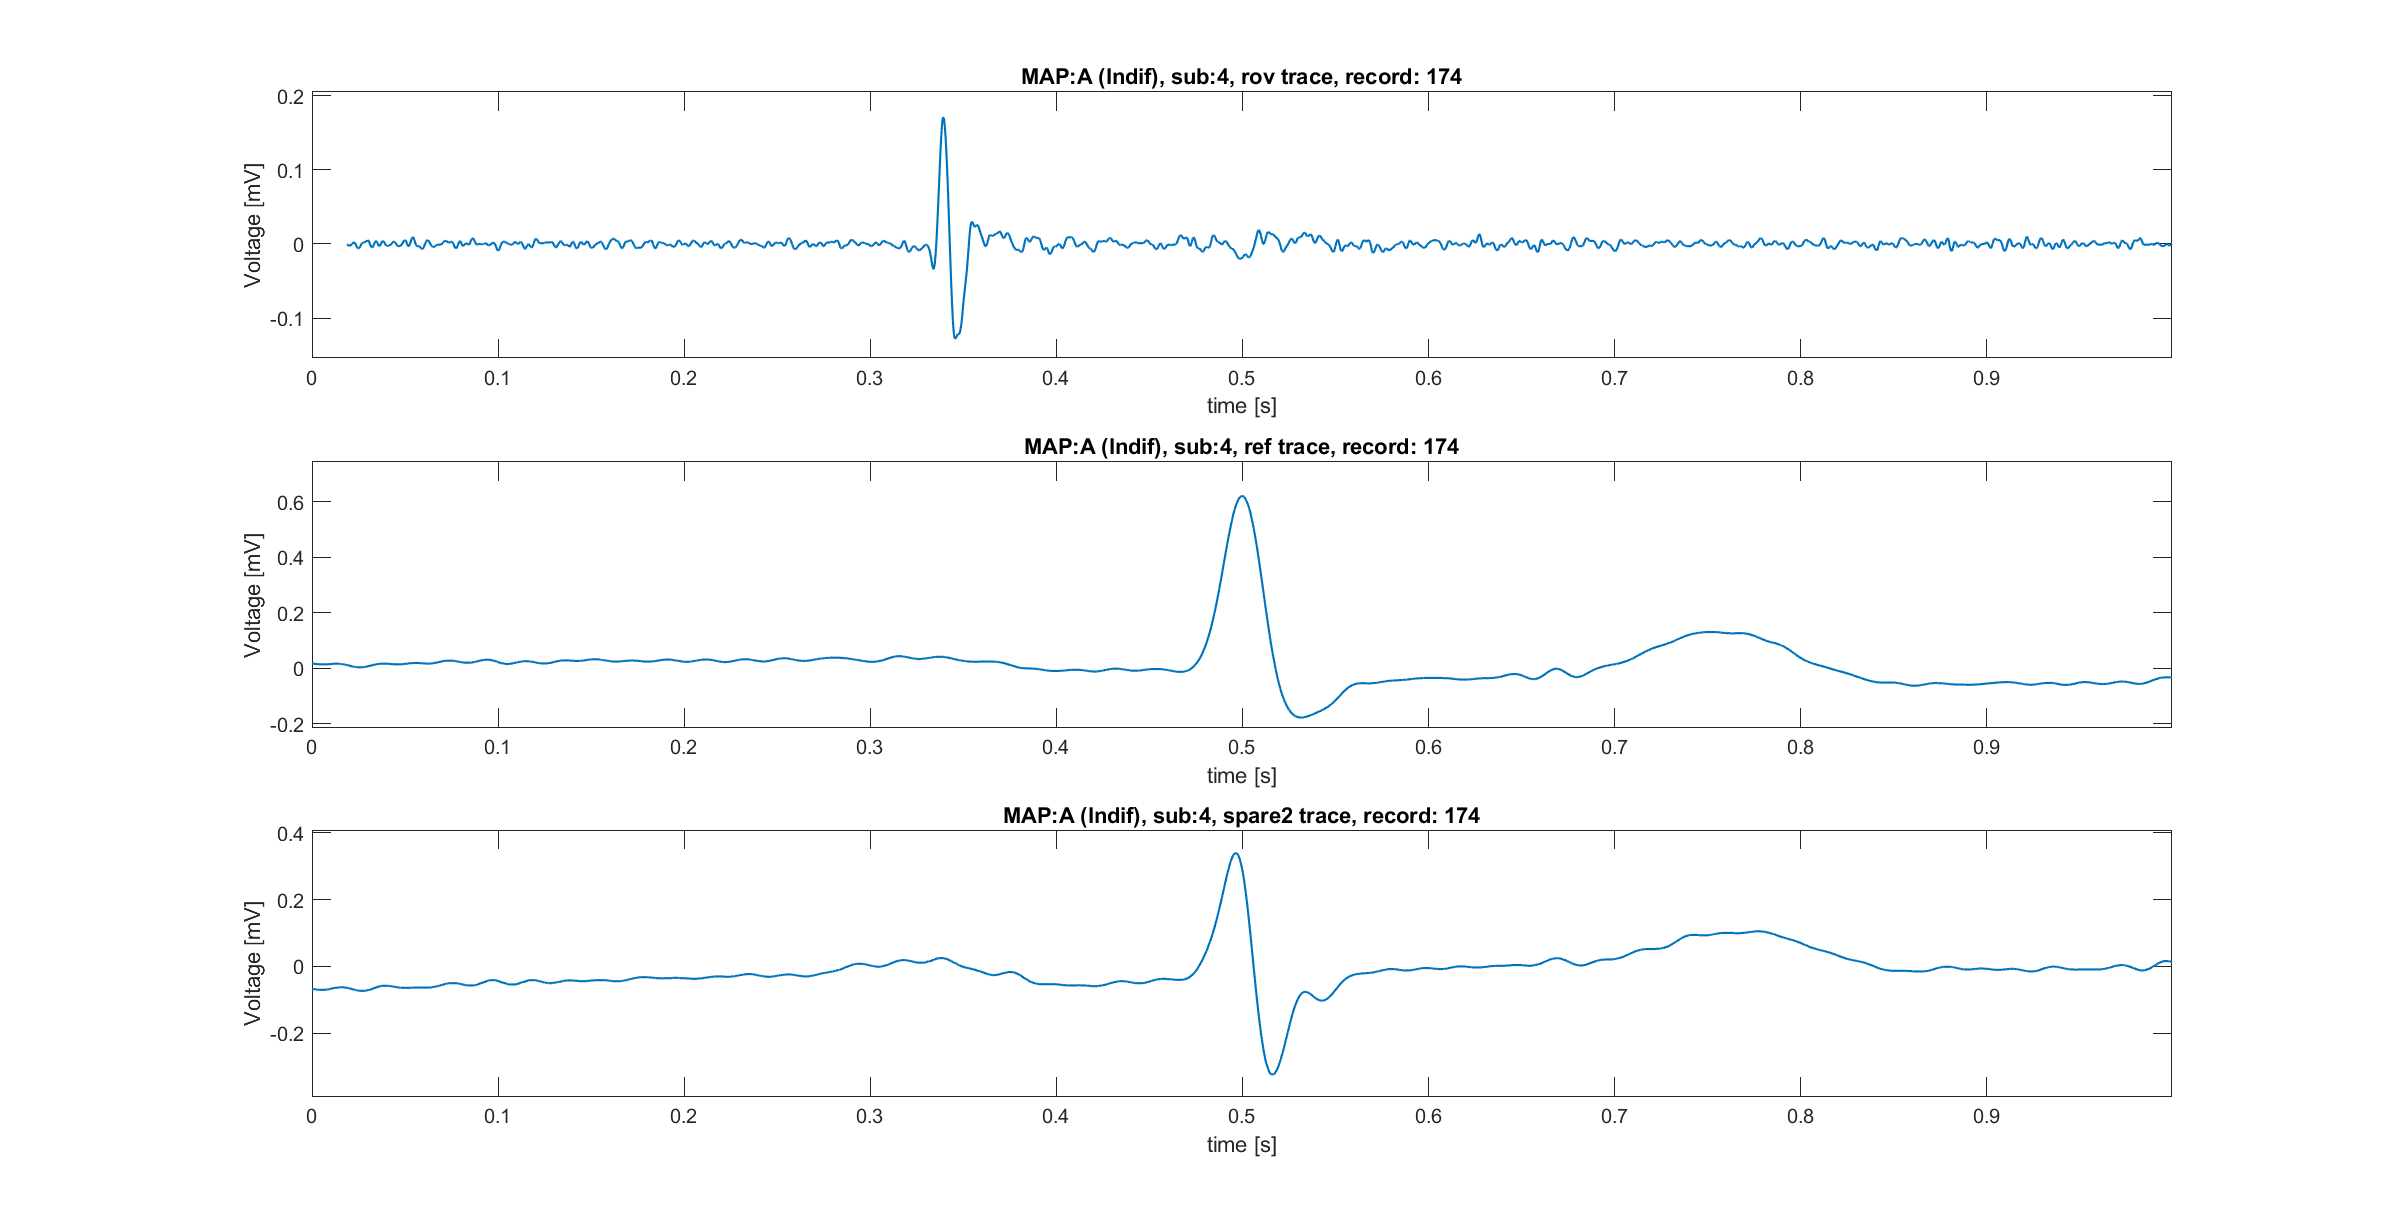 MAP:A (Indif), sub:4, rov trace, record: 174
0.2
0.1
0
-0.1
Voltage [mV]
0 0.1 0.2 0.3 0.4 0.5 0.6 0.7 0.8 0.9
time [s]
MAP:A (Indif), sub:4, ref trace, record: 174
0.6
0.4
0.2
0
-0.2
Voltage [mV]
0 0.1 0.2 0.3 0.4 0.5 0.6 0.7 0.8 0.9
time [s]
MAP:A (Indif), sub:4, spare2 trace, record: 174
0.4
0.2
0
-0.2
Voltage [mV]
0 0.1 0.2 0.3 0.4 0.5 0.6 0.7 0.8 0.9
time [s]